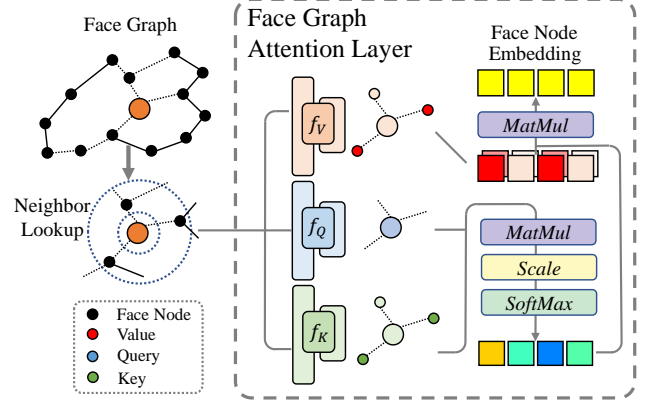 Face Graph
Neighbor
Lookup
Face Node
Value
Query
Key
Face Graph
Attention Layer
f_V
f_Q
f_K
Face Node
Embedding
MatMul
MatMul
Scale
SoftMax